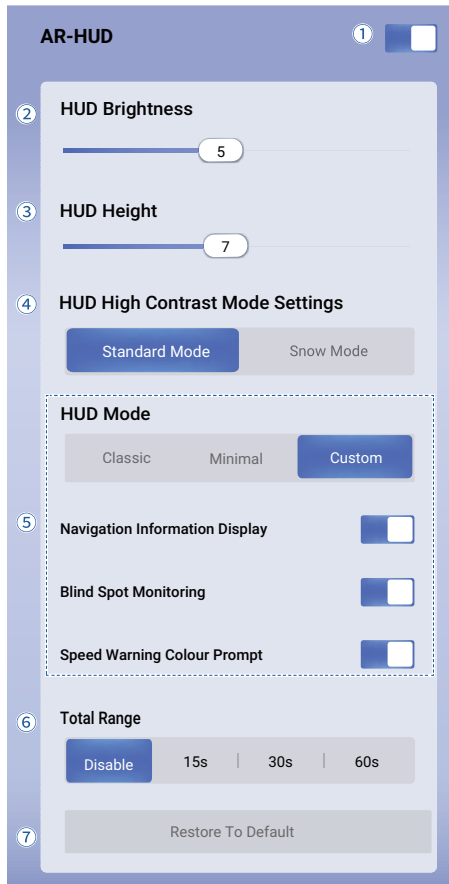 AR-HUD ①
② HUD Brightness
5
③ HUD Height
7
④ HUD High Contrast Mode Settings
Standard Mode Snow Mode
HUD Mode
Classic Minimal Custom
⑤ Navigation Information Display
Blind Spot Monitoring
Speed Warning Colour Prompt
⑥ Total Range
Disable 15s 30s 60s
⑦ Restore To Default